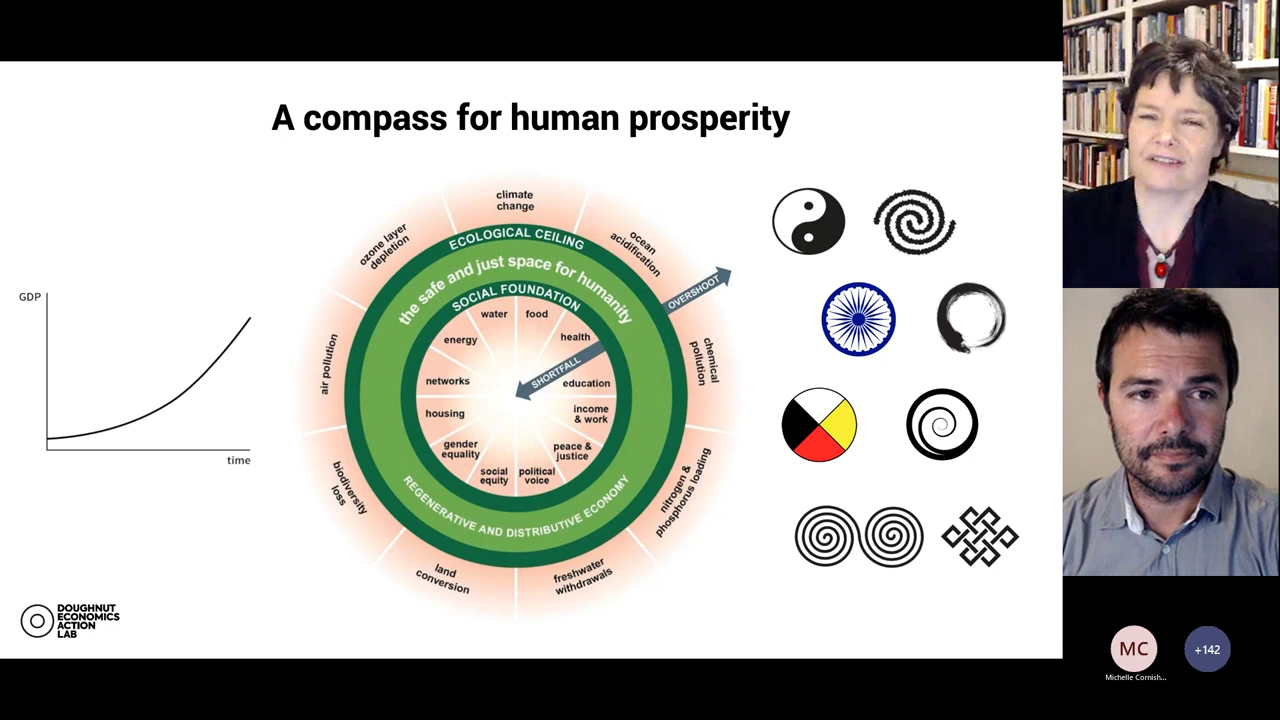 A compass for human prosperity
GDP
time
climate
change
ozone layer
depletion
ocean
acidification
air pollution
chemical
pollution
biodiversity
loss
nitrogen &
phosphorus loading
land
conversion
freshwater
withdrawals
ECOLOGICAL CEILING
the safe and just space for humanity
SOCIAL FOUNDATION
OVERSHOOT
SHORTFALL
water
food
energy
health
networks
education
housing
income
& work
gender
equality
peace &
justice
social
equity
political
voice
REGENERATIVE AND DISTRIBUTIVE ECONOMY
DOUGHNUT
ECONOMICS
ACTION
LAB
MC
+142
Michelle Cornish...